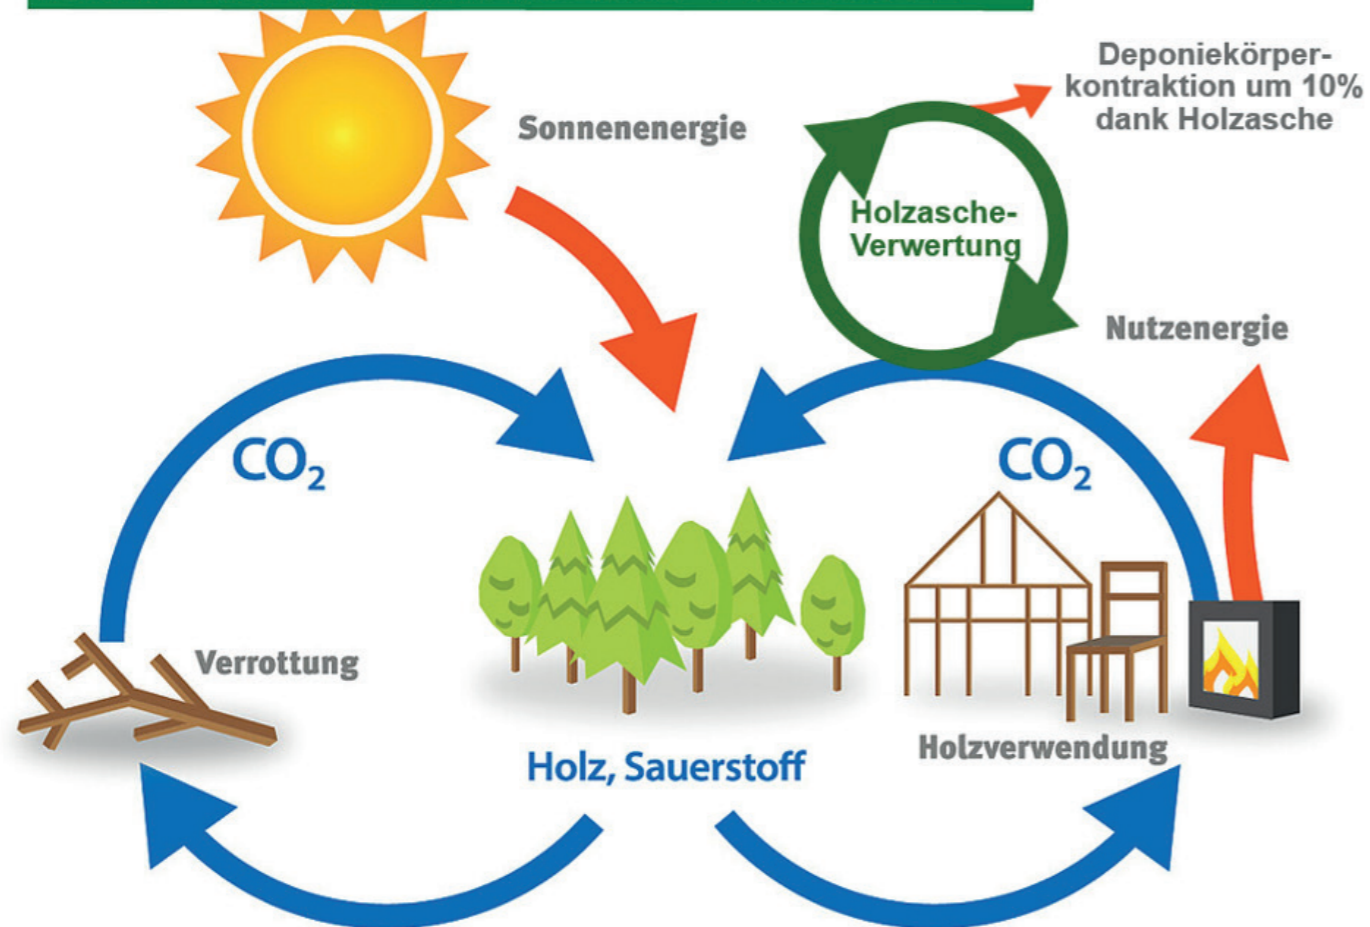 Sonnenenergie
Deponiekörper-
kontraktion um 10%
dank Holzasche
Holzasche-
Verwertung
Nutzenergie
CO₂
CO₂
Verrottung
Holz, Sauerstoff
Holzverwendung